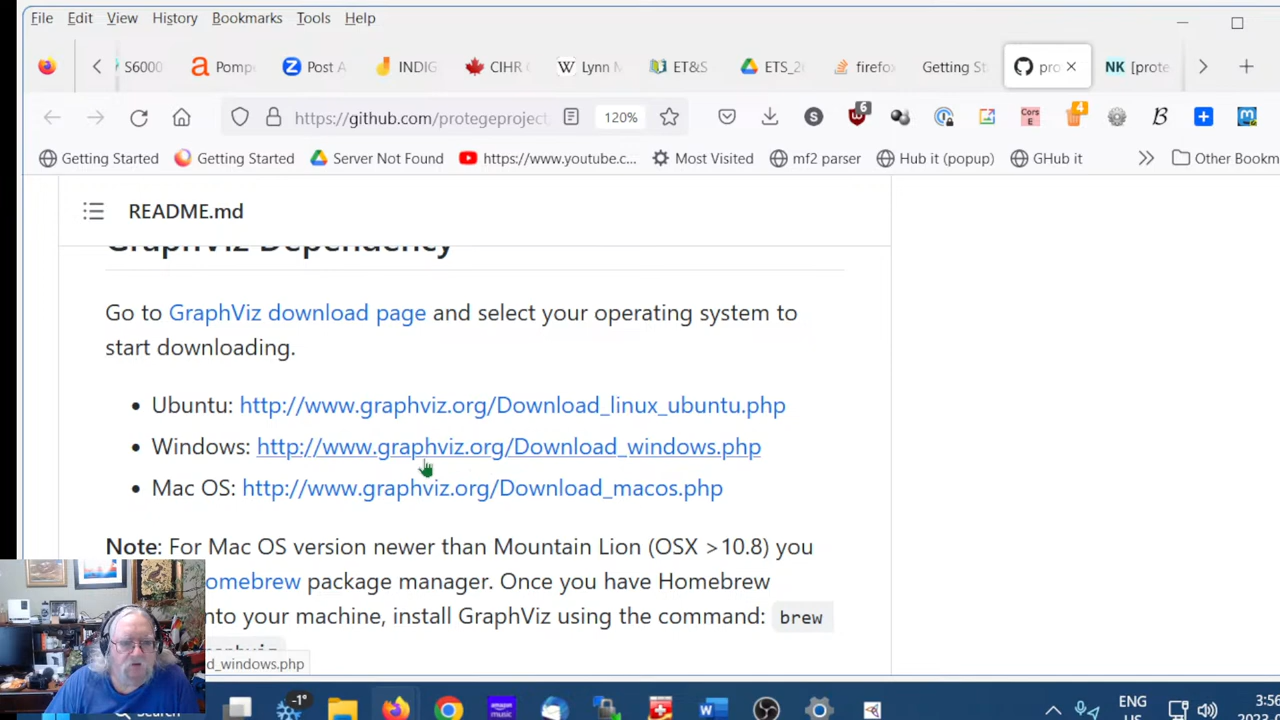 File Edit View History Bookmarks Tools Help
S6000 Pomp Post A INDIG CIHR Lynn M ET&S ETS_2 firefo Getting St pro [prote
https://github.com/protegeproject 120% 6 4
Getting Started Getting Started Server Not Found https://www.youtube.c... Most Visited mf2 parser Hub it (popup) GHub it Other Bookm
README.md
GraphViz Dependency
Go to GraphViz download page and select your operating system to
start downloading.
• Ubuntu: http://www.graphviz.org/Download_linux_ubuntu.php
• Windows: http://www.graphviz.org/Download_windows.php
• Mac OS: http://www.graphviz.org/Download_macos.php
Note: For Mac OS version newer than Mountain Lion (OSX >10.8) you
omebrew package manager. Once you have Homebrew
nto your machine, install GraphViz using the command: brew
d_windows.php
Search -1° ENG 3:56